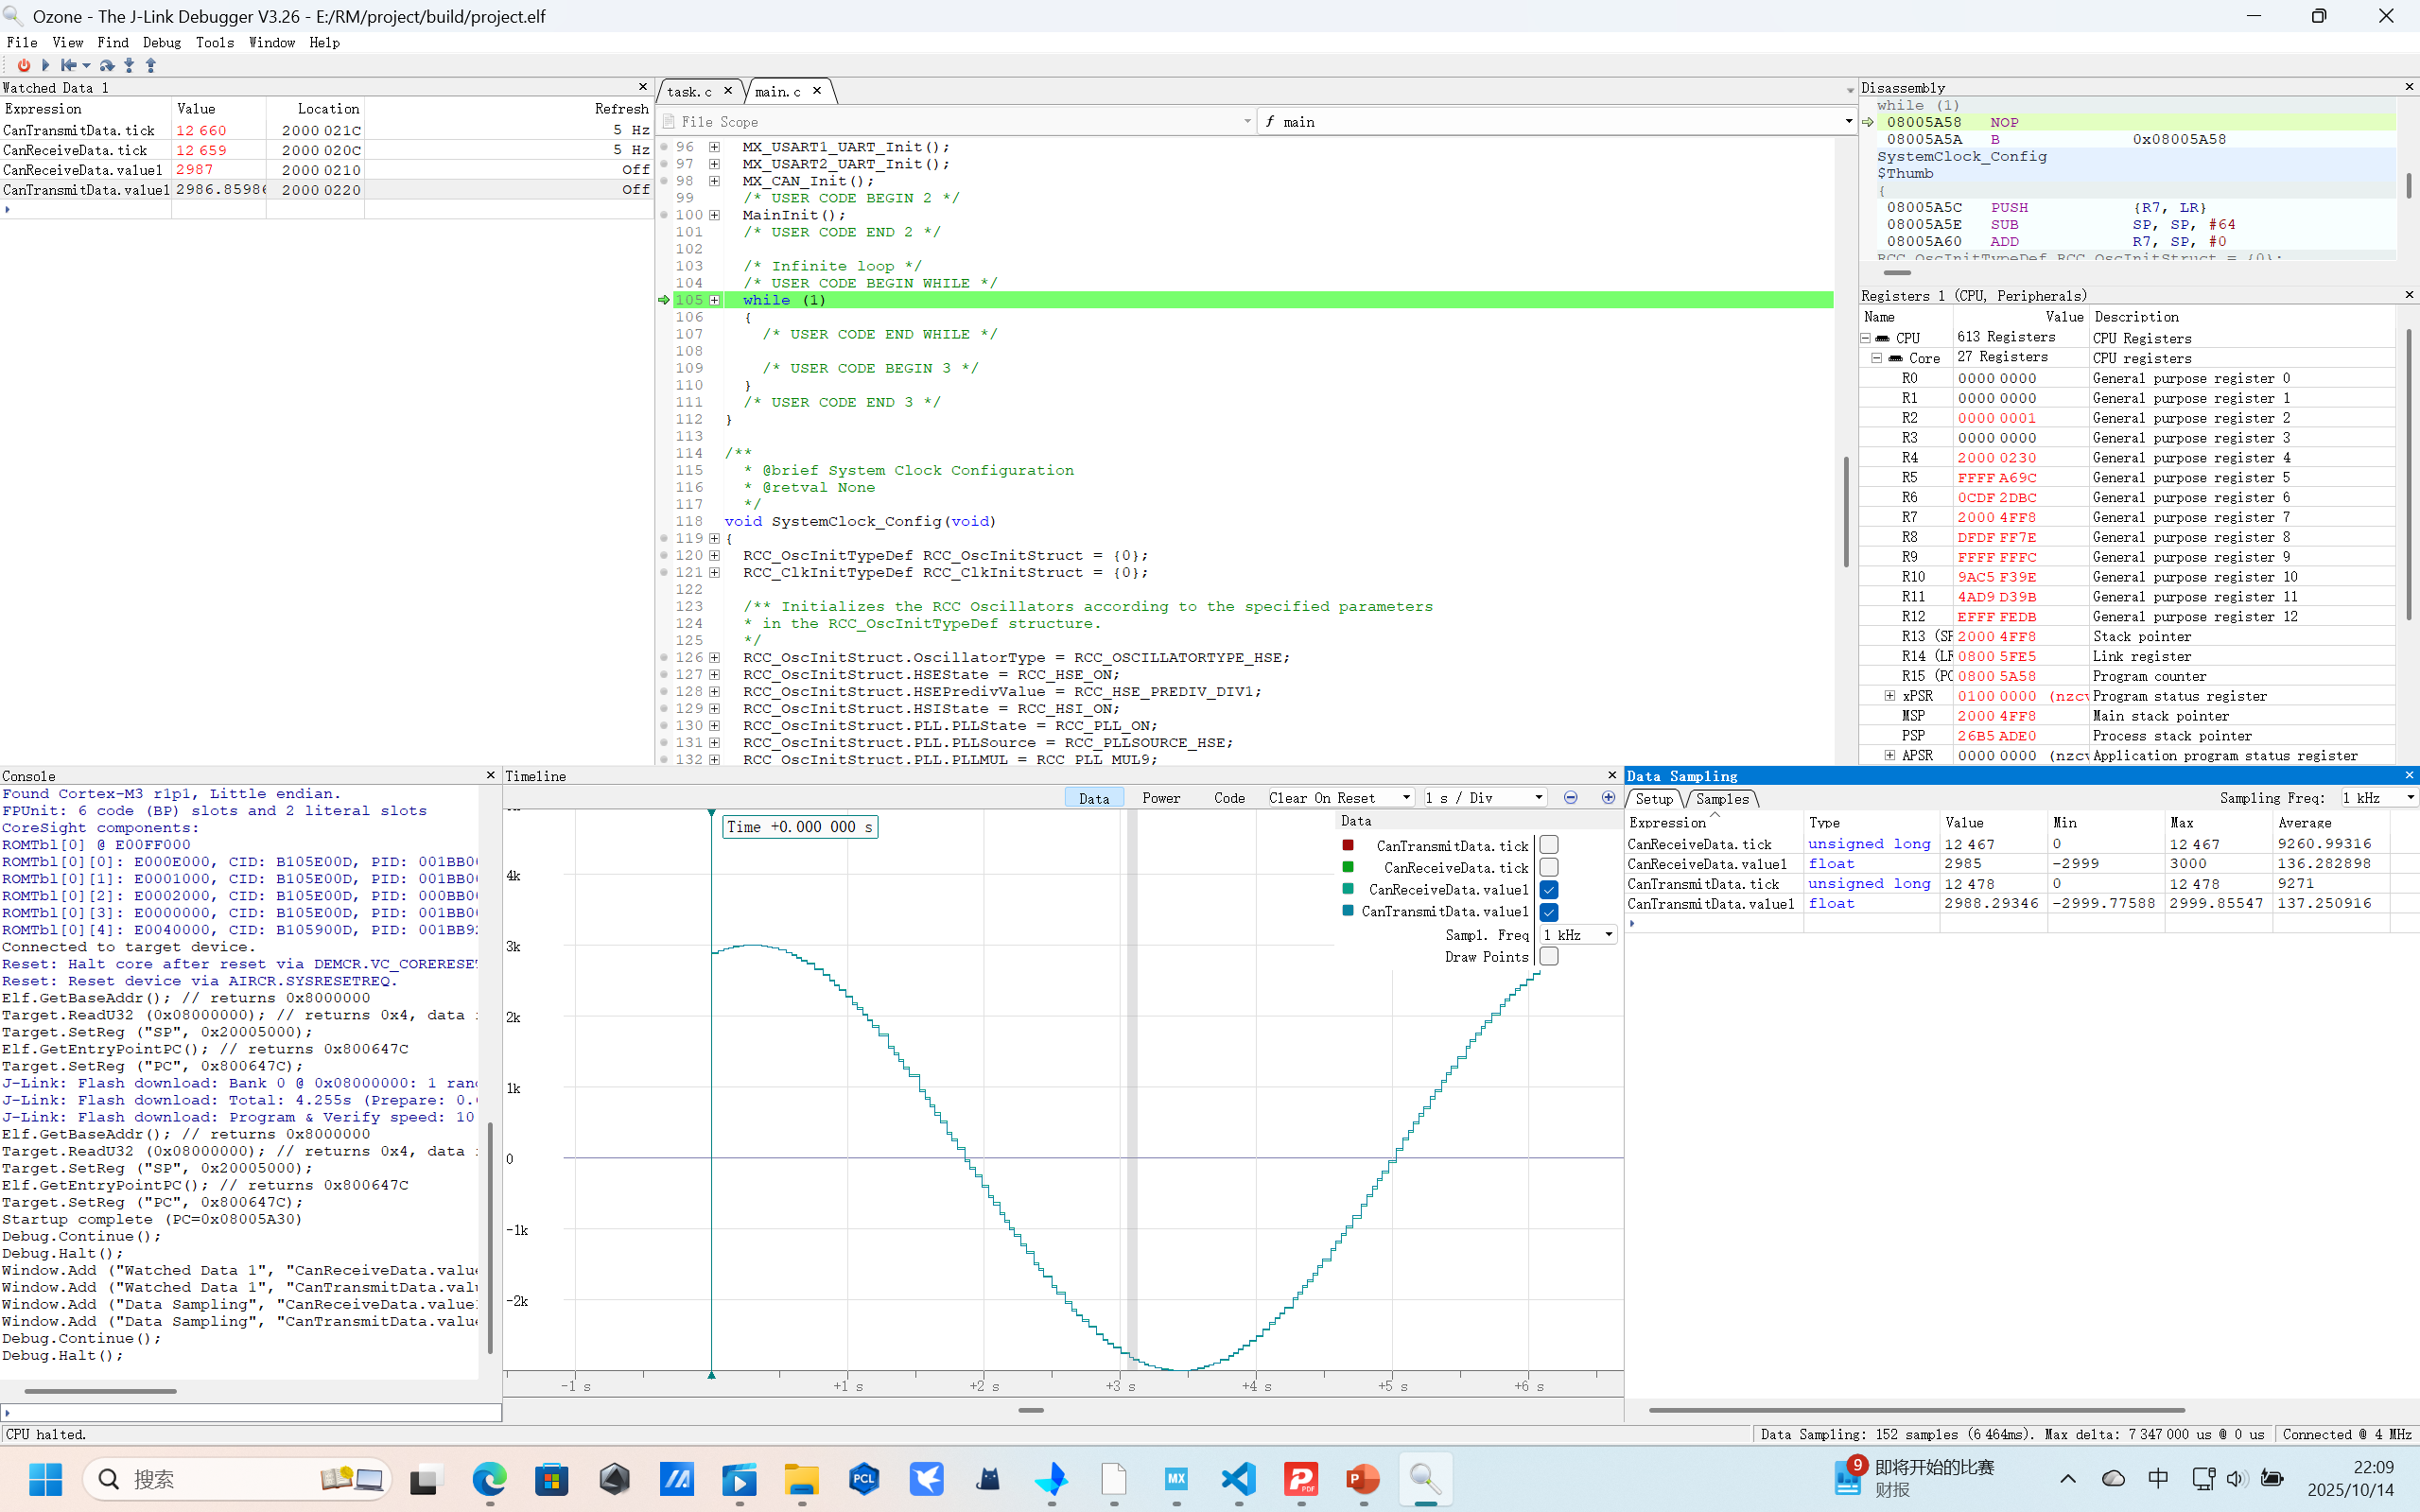 Ozone - The J-Link Debugger V3.26 - E:/RM/project/build/project.elf
File View Find Debug Tools Window Help
Watched Data 1
Expression Value Location Refresh
CanTransmitData.tick 12 660 2000 021C 5 Hz
CanReceiveData.tick 12 659 2000 020C 5 Hz
CanReceiveData.value1 2987 2000 0210 Off
CanTransmitData.value1 2986.8598 2000 0220 Off
task.c main.c
File Scope main
96 MX_USART1_UART_Init();
97 MX_USART2_UART_Init();
98 MX_CAN_Init();
99 /* USER CODE BEGIN 2 */
100 MainInit();
101 /* USER CODE END 2 */
102
103 /* Infinite loop */
104 /* USER CODE BEGIN WHILE */
105 while (1)
106 {
107 /* USER CODE END WHILE */
108
109 /* USER CODE BEGIN 3 */
110 }
111 /* USER CODE END 3 */
112 }
113
114 /**
115 * @brief System Clock Configuration
116 * @retval None
117 */
118 void SystemClock_Config(void)
119 {
120 RCC_OscInitTypeDef RCC_OscInitStruct = {0};
121 RCC_ClkInitTypeDef RCC_ClkInitStruct = {0};
122
123 /** Initializes the RCC Oscillators according to the specified parameters
124 * in the RCC_OscInitTypeDef structure.
125 */
126 RCC_OscInitStruct.OscillatorType = RCC_OSCILLATORTYPE_HSE;
127 RCC_OscInitStruct.HSEState = RCC_HSE_ON;
128 RCC_OscInitStruct.HSEPredivValue = RCC_HSE_PREDIV_DIV1;
129 RCC_OscInitStruct.HSIState = RCC_HSI_ON;
130 RCC_OscInitStruct.PLL.PLLState = RCC_PLL_ON;
131 RCC_OscInitStruct.PLL.PLLSource = RCC_PLLSOURCE_HSE;
132 RCC_OscInitStruct.PLL.PLLMUL = RCC_PLL_MUL9;
Disassembly
while (1)
08005A58 NOP
08005A5A B 0x08005A58
SystemClock_Config
$Thumb
{
08005A5C PUSH {R7, LR}
08005A5E SUB SP, SP, #64
08005A60 ADD R7, SP, #0
RCC_OscInitTypeDef RCC_OscInitStruct = {0};
Registers 1 (CPU, Peripherals)
Name Value Description
CPU 613 Registers CPU Registers
Core 27 Registers CPU registers
R0 0000 0000 General purpose register 0
R1 0000 0000 General purpose register 1
R2 0000 0001 General purpose register 2
R3 0000 0000 General purpose register 3
R4 2000 0230 General purpose register 4
R5 FFFF A69C General purpose register 5
R6 0CDF 2DBC General purpose register 6
R7 2000 4FF8 General purpose register 7
R8 DFDF FF7E General purpose register 8
R9 FFFF FFFC General purpose register 9
R10 9AC5 F39E General purpose register 10
R11 4AD9 D39B General purpose register 11
R12 EFFF FEDB General purpose register 12
R13 (SP 2000 4FF8 Stack pointer
R14 (LR 0800 5FE5 Link register
R15 (PC 0800 5A58 Program counter
xPSR 0100 0000 (nzcv Program status register
MSP 2000 4FF8 Main stack pointer
PSP 26B5 ADE0 Process stack pointer
APSR 0000 0000 (nzcv Application program status register
Console
Found Cortex-M3 r1p1, Little endian.
FPUnit: 6 code (BP) slots and 2 literal slots
CoreSight components:
ROMTbl[0] @ E00FF000
ROMTbl[0][0]: E000E000, CID: B105E00D, PID: 001BB0
ROMTbl[0][1]: E0001000, CID: B105E00D, PID: 001BB0
ROMTbl[0][2]: E0002000, CID: B105E00D, PID: 000BB0
ROMTbl[0][3]: E0000000, CID: B105E00D, PID: 001BB0
ROMTbl[0][4]: E0040000, CID: B105900D, PID: 001BB92
Connected to target device.
Reset: Halt core after reset via DEMCR.VC_CORERESET
Reset: Reset device via AIRCR.SYSRESETREQ.
Elf.GetBaseAddr(); // returns 0x8000000
Target.ReadU32 (0x08000000); // returns 0x4, data
Target.SetReg ("SP", 0x20005000);
Elf.GetEntryPointPC(); // returns 0x800647C
Target.SetReg ("PC", 0x800647C);
J-Link: Flash download: Bank 0 @ 0x08000000: 1 ran
J-Link: Flash download: Total: 4.255s (Prepare: 0.
J-Link: Flash download: Program & Verify speed: 10
Elf.GetBaseAddr(); // returns 0x8000000
Target.ReadU32 (0x08000000); // returns 0x4, data
Target.SetReg ("SP", 0x20005000);
Elf.GetEntryPointPC(); // returns 0x800647C
Target.SetReg ("PC", 0x800647C);
Startup complete (PC=0x08005A30)
Debug.Continue();
Debug.Halt();
Window.Add ("Watched Data 1", "CanReceiveData.value
Window.Add ("Watched Data 1", "CanTransmitData.valu
Window.Add ("Data Sampling", "CanReceiveData.value
Window.Add ("Data Sampling", "CanTransmitData.value
Debug.Continue();
Debug.Halt();
Timeline
Data Power Code Clear On Reset 1 s / Div
Time +0.000 000 s
Data
CanTransmitData.tick
CanReceiveData.tick
CanReceiveData.value1
CanTransmitData.value1
Sampl. Freq 1 kHz
Draw Points
4k
3k
2k
1k
0
-1k
-2k
-1 s +1 s +2 s +3 s +4 s +5 s +6 s
Data Sampling
Setup Samples Sampling Freq: 1 kHz
Expression Type Value Min Max Average
CanReceiveData.tick unsigned long 12 467 0 12 467 9260.99316
CanReceiveData.value1 float 2985 -2999 3000 136.282898
CanTransmitData.tick unsigned long 12 478 0 12 478 9271
CanTransmitData.value1 float 2988.29346 -2999.77588 2999.85547 137.250916
CPU halted.
Data Sampling: 152 samples (6 464ms). Max delta: 7 347 000 us @ 0 us Connected @ 4 MHz
搜索
PCL
MX
P
PDF
P
9
即将开始的比赛
财报
中
22:09
2025/10/14